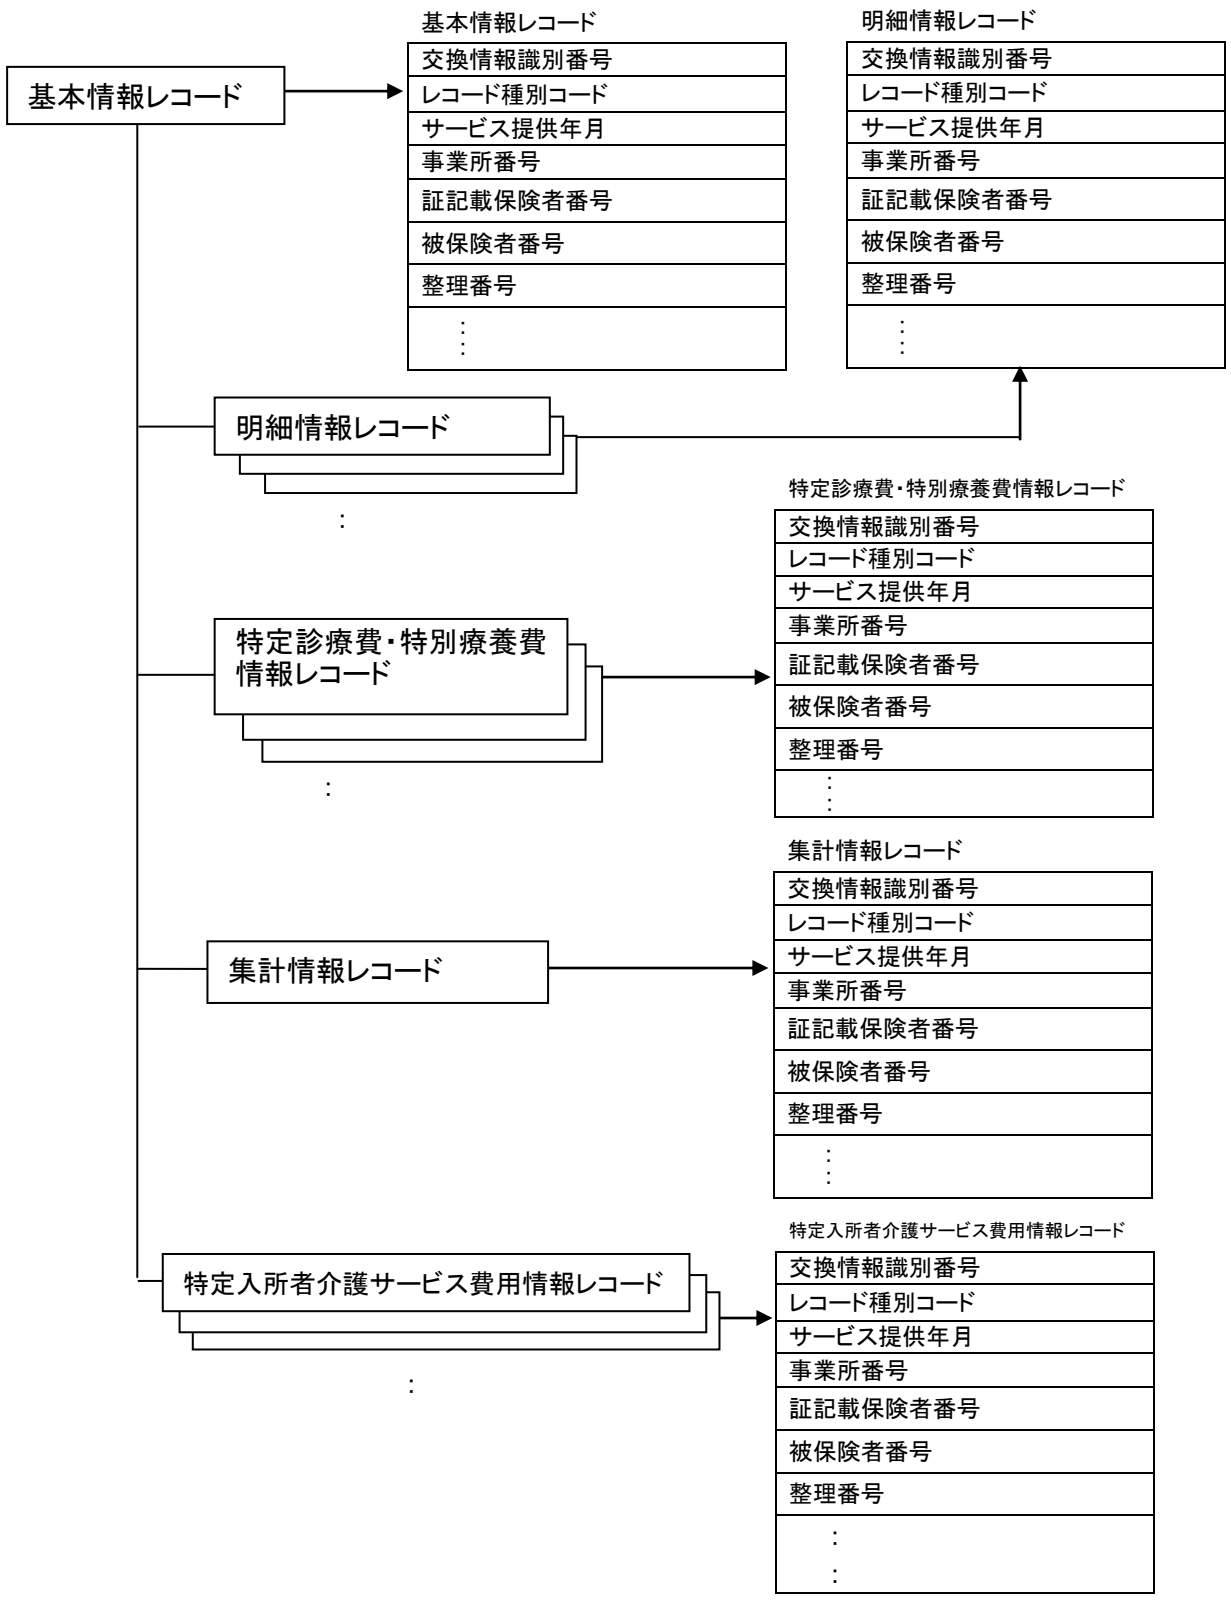 基本情報レコード
基本情報レコード
交換情報識別番号
レコード種別コード
サービス提供年月
事業所番号
証記載保険者番号
被保険者番号
整理番号
:
:
明細情報レコード
交換情報識別番号
レコード種別コード
サービス提供年月
事業所番号
証記載保険者番号
被保険者番号
整理番号
:
:
明細情報レコード
:
特定診療費・特別療養費
情報レコード
:
特定診療費・特別療養費情報レコード
交換情報識別番号
レコード種別コード
サービス提供年月
事業所番号
証記載保険者番号
被保険者番号
整理番号
:
:
集計情報レコード
集計情報レコード
交換情報識別番号
レコード種別コード
サービス提供年月
事業所番号
証記載保険者番号
被保険者番号
整理番号
:
:
特定入所者介護サービス費用情報レコード
:
特定入所者介護サービス費用情報レコード
交換情報識別番号
レコード種別コード
サービス提供年月
事業所番号
証記載保険者番号
被保険者番号
整理番号
:
: